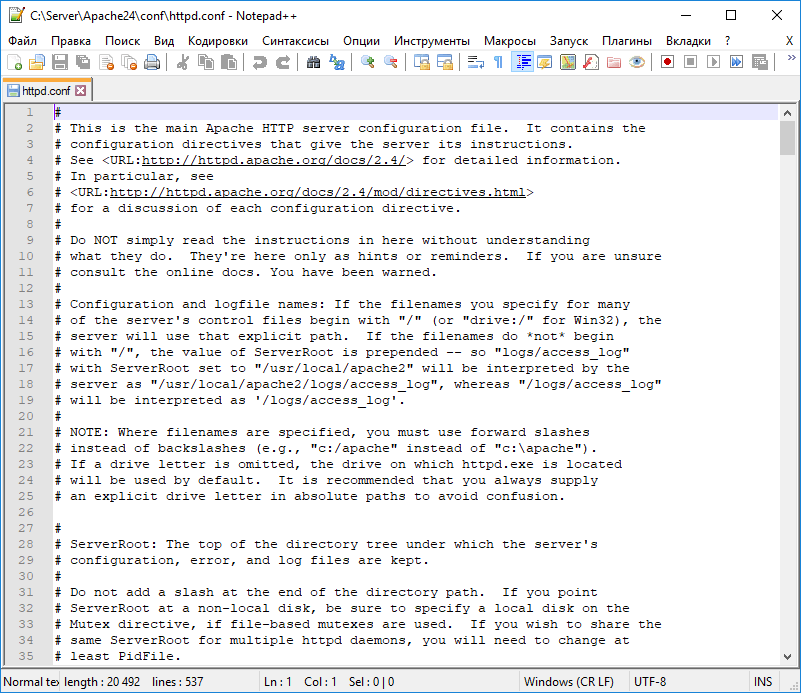 C:\Server\Apache24\conf\httpd.conf - Notepad++
Файл Правка Поиск Вид Кодировки Синтаксисы Опции Инструменты Макросы Запуск Плагины Вкладки ? X
httpd.conf
1 #
2 # This is the main Apache HTTP server configuration file.  It contains the
3 # configuration directives that give the server its instructions.
4 # See <URL:http://httpd.apache.org/docs/2.4/> for detailed information.
5 # In particular, see
6 # <URL:http://httpd.apache.org/docs/2.4/mod/directives.html>
7 # for a discussion of each configuration directive.
8 #
9 # Do NOT simply read the instructions in here without understanding
10 # what they do.  They're here only as hints or reminders.  If you are unsure
11 # consult the online docs. You have been warned.
12 #
13 # Configuration and logfile names: If the filenames you specify for many
14 # of the server's control files begin with "/" (or "drive:/" for Win32), the
15 # server will use that explicit path.  If the filenames do *not* begin
16 # with "/", the value of ServerRoot is prepended -- so "logs/access_log"
17 # with ServerRoot set to "/usr/local/apache2" will be interpreted by the
18 # server as "/usr/local/apache2/logs/access_log", whereas "/logs/access_log"
19 # will be interpreted as '/logs/access_log'.
20 #
21 # NOTE: Where filenames are specified, you must use forward slashes
22 # instead of backslashes (e.g., "c:/apache" instead of "c:\apache").
23 # If a drive letter is omitted, the drive on which httpd.exe is located
24 # will be used by default.  It is recommended that you always supply
25 # an explicit drive letter in absolute paths to avoid confusion.
26
27 #
28 # ServerRoot: The top of the directory tree under which the server's
29 # configuration, error, and log files are kept.
30 #
31 # Do not add a slash at the end of the directory path.  If you point
32 # ServerRoot at a non-local disk, be sure to specify a local disk on the
33 # Mutex directive, if file-based mutexes are used.  If you wish to share the
34 # same ServerRoot for multiple httpd daemons, you will need to change at
35 # least PidFile.
Normal tex length : 20 492 lines : 537 Ln : 1 Col : 1 Sel : 0 | 0 Windows (CR LF) UTF-8 INS